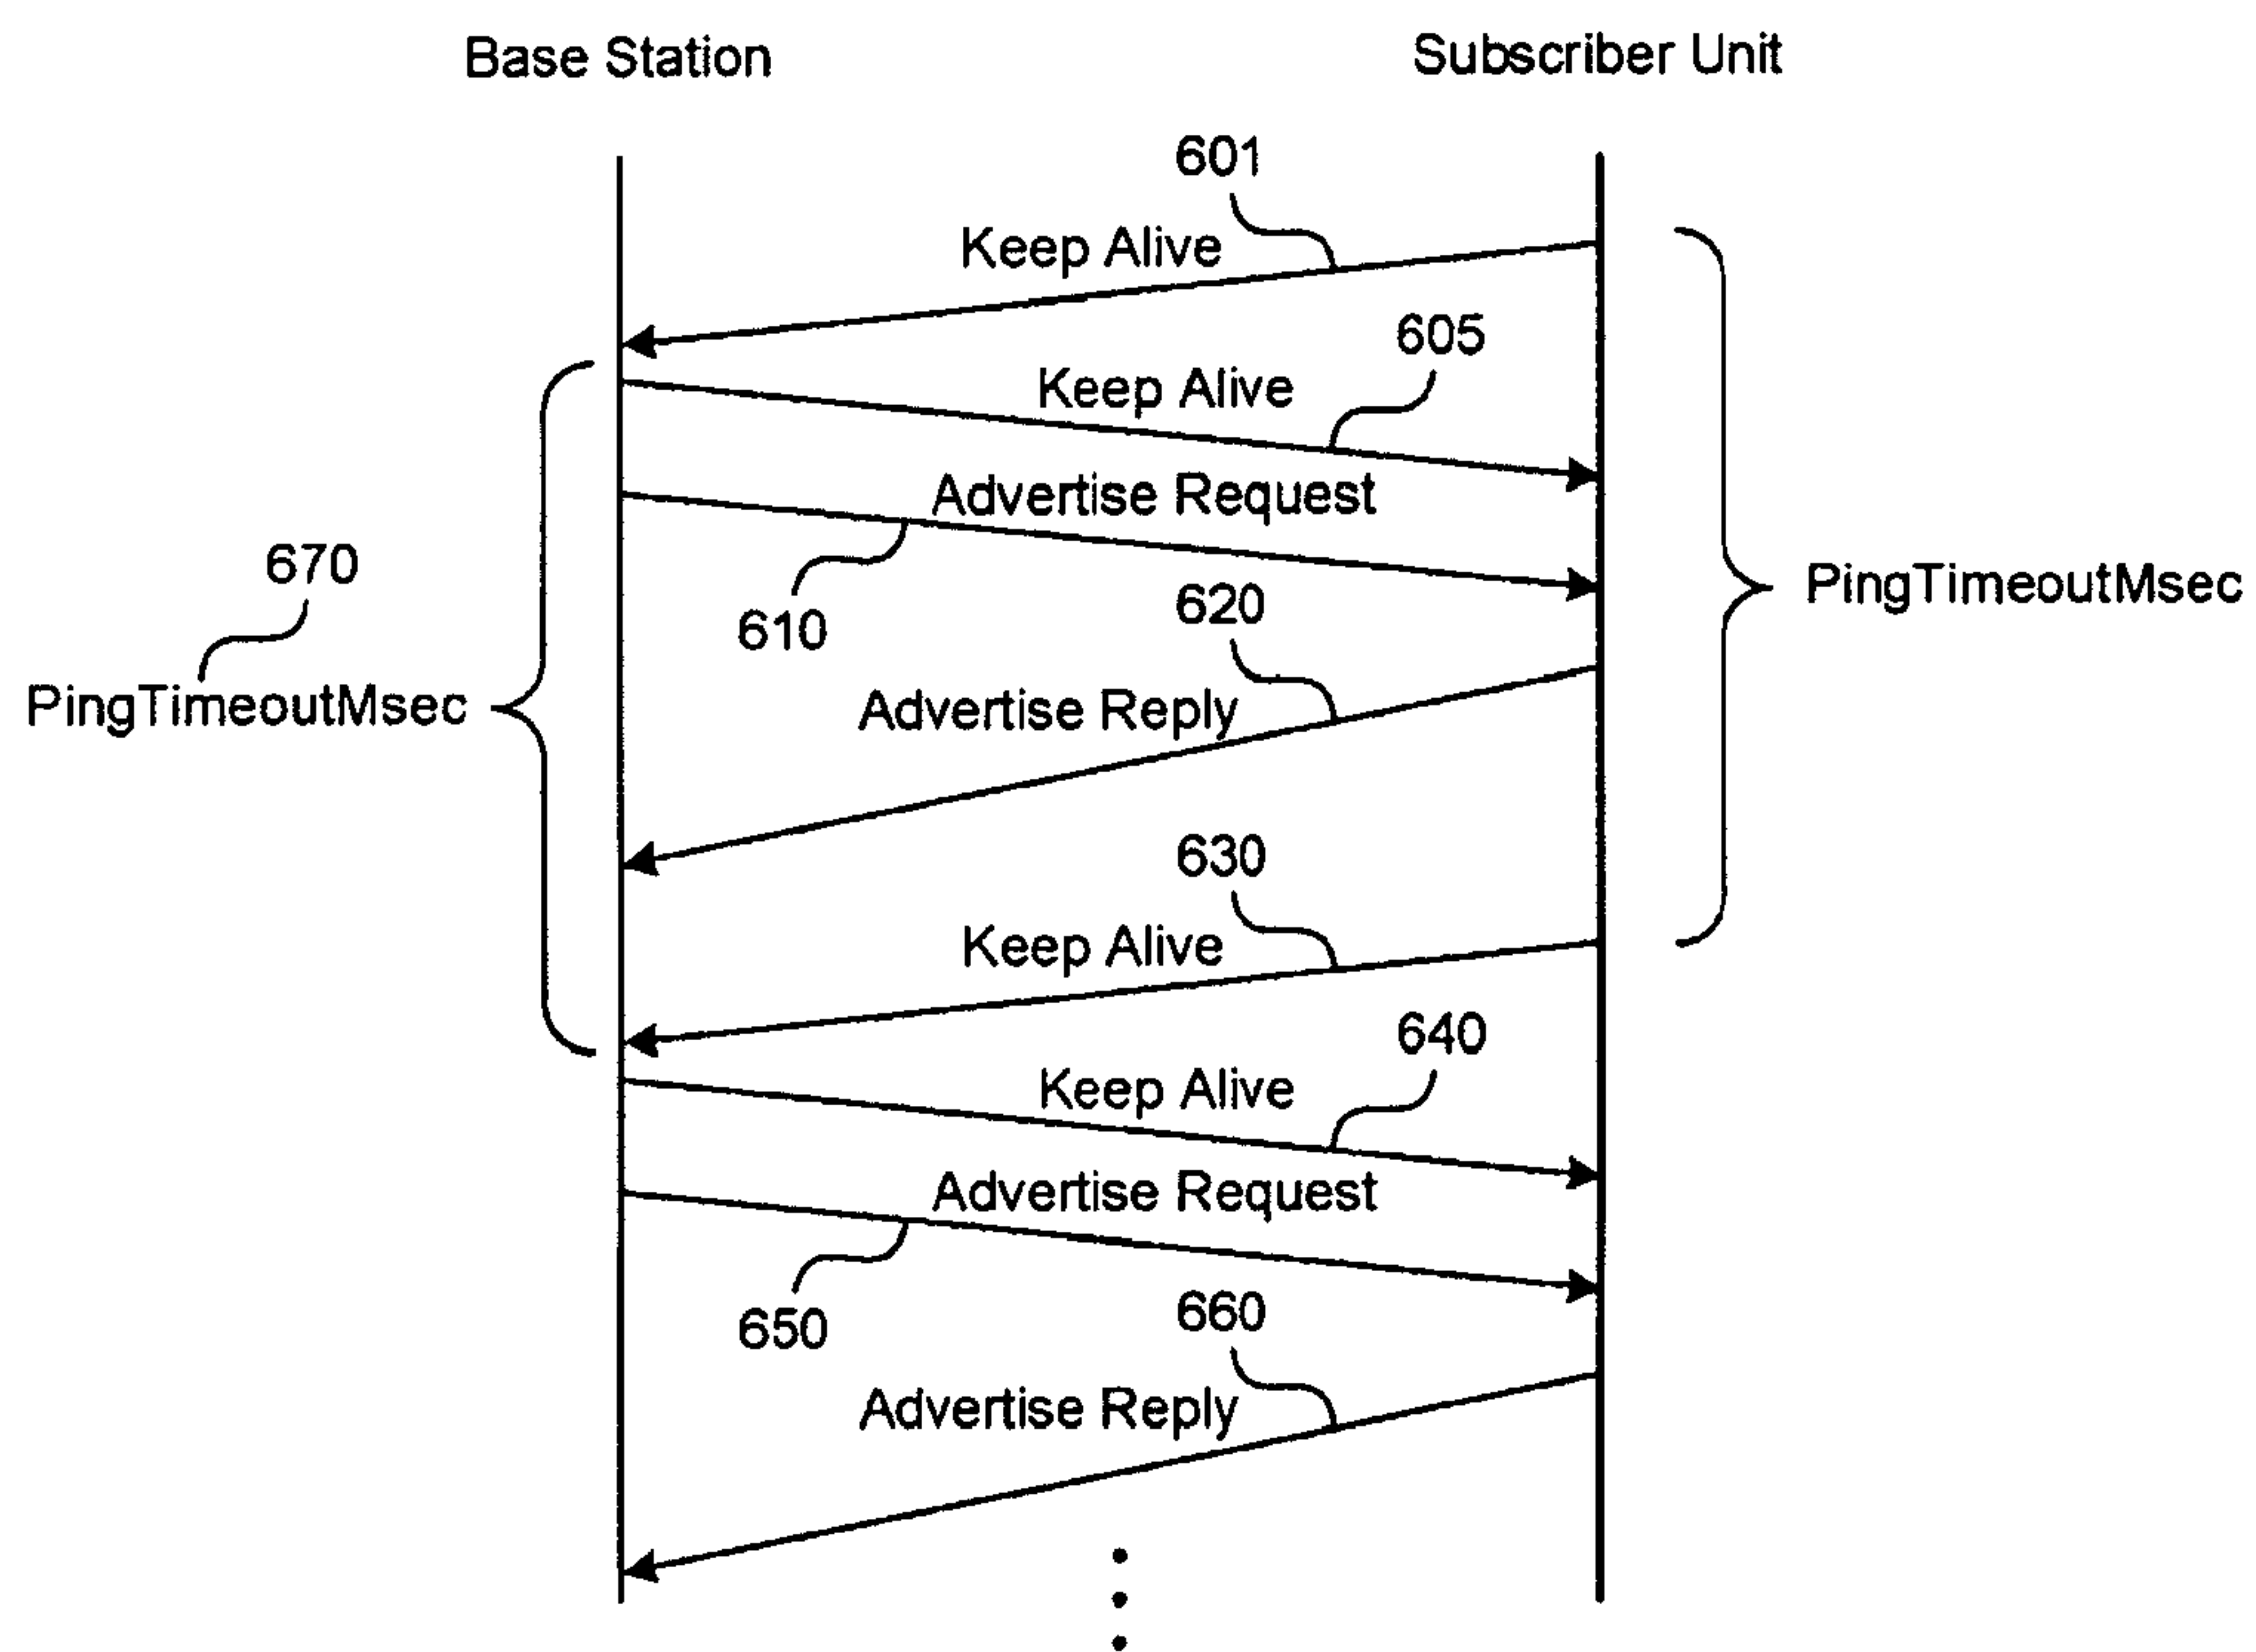 Base Station
Subscriber Unit
601
Keep Alive
605
Keep Alive
Advertise Request
670
610
620
PingTimeoutMsec
PingTimeoutMsec
Advertise Reply
630
Keep Alive
640
Keep Alive
Advertise Request
650
660
Advertise Reply